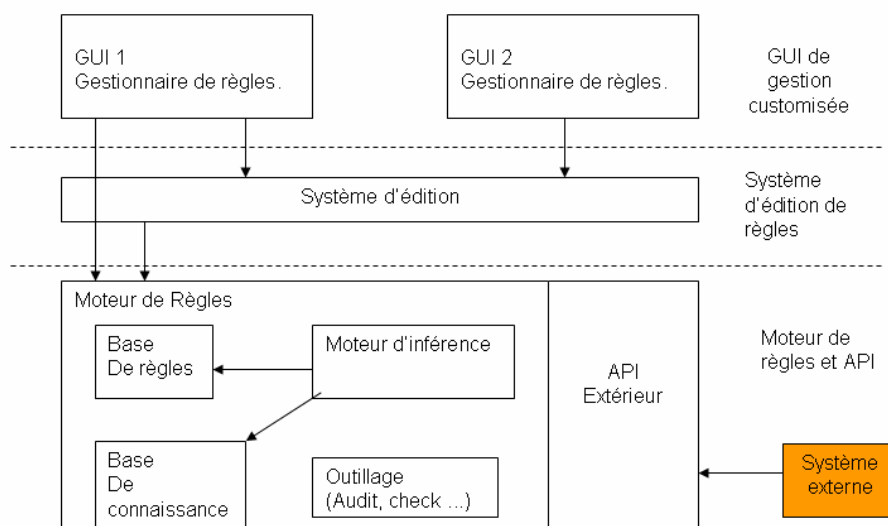 GUI 1
Gestionnaire de règles.
GUI 2
Gestionnaire de règles.
GUI de
gestion
customisée
Système d'édition
Système
d'édition de
règles
Moteur de Règles
Base
De règles
Moteur d'inférence
API
Extérieur
Moteur de
règles et API
Base
De
connaissance
Outillage
(Audit, check ...)
Système
externe